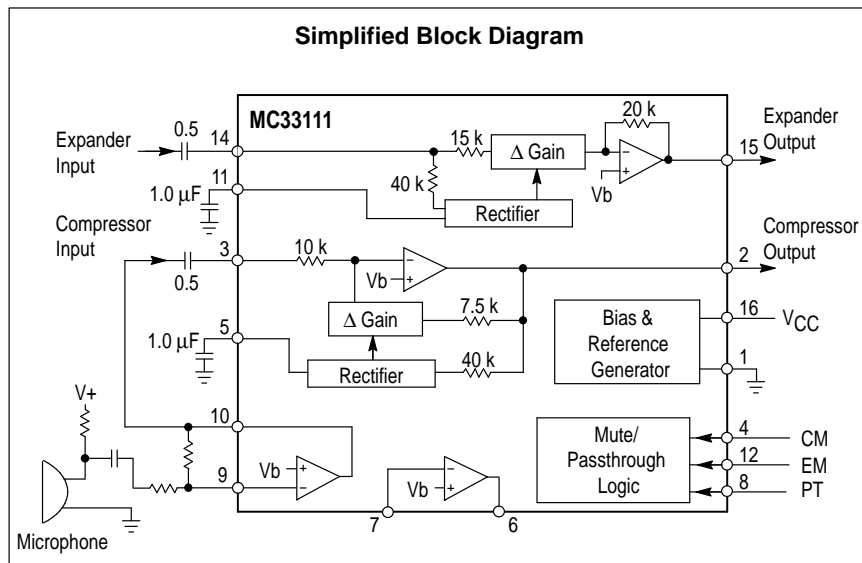 Simplified Block Diagram
MC33111
Expander
Input
0.5
14
15 k
Δ Gain
20 k
Vb
–
+
15
Expander
Output
11
1.0 µF
40 k
Rectifier
Compressor
Input
0.5
3
10 k
Vb
–
+
2
Compressor
Output
Δ Gain
7.5 k
5
1.0 µF
Rectifier
40 k
Bias &
Reference
Generator
16
VCC
1
V+
10
9
Vb
+
–
Microphone
Vb
–
+
7
6
Mute/
Passthrough
Logic
4
CM
12
EM
8
PT